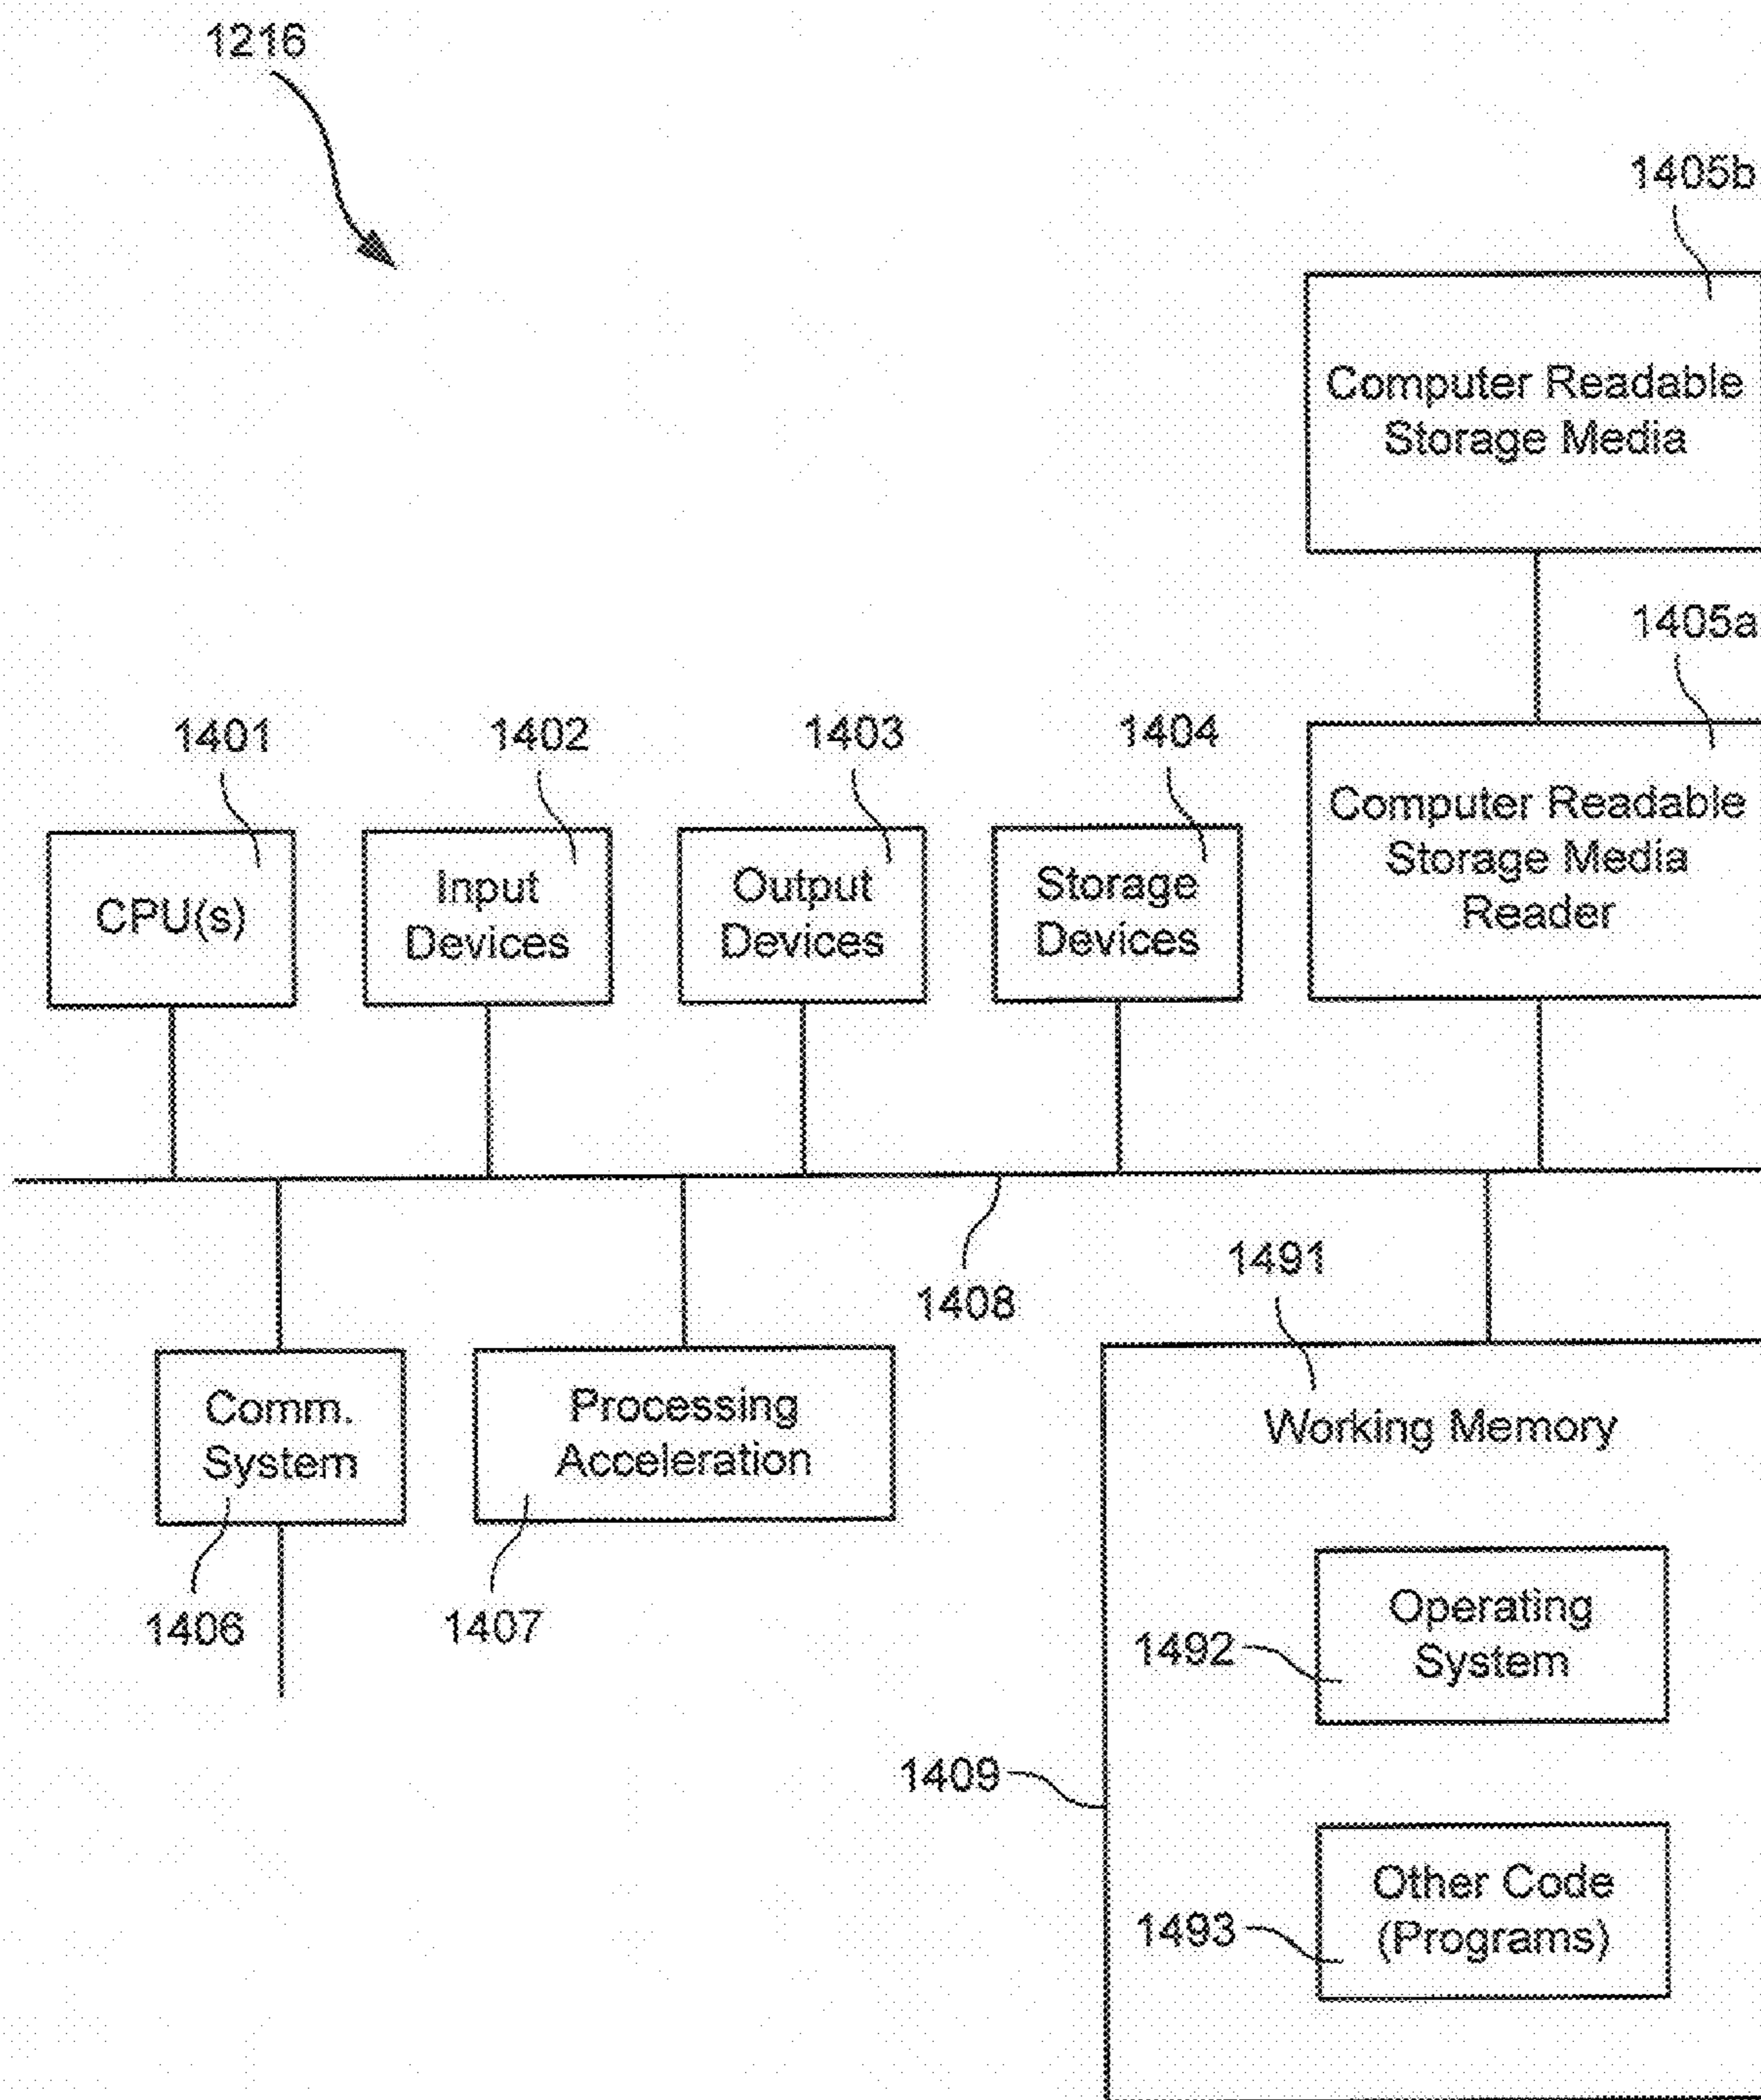 1216
1405b
Computer Readable
Storage Media
1405a
1401
1402
1403
1404
CPU(s)
Input
Devices
Output
Devices
Storage
Devices
Computer Readable
Storage Media
Reader
1408
1491
Comm.
System
Processing
Acceleration
Working Memory
1406
1407
Operating
System
1492
1409
Other Code
(Programs)
1493